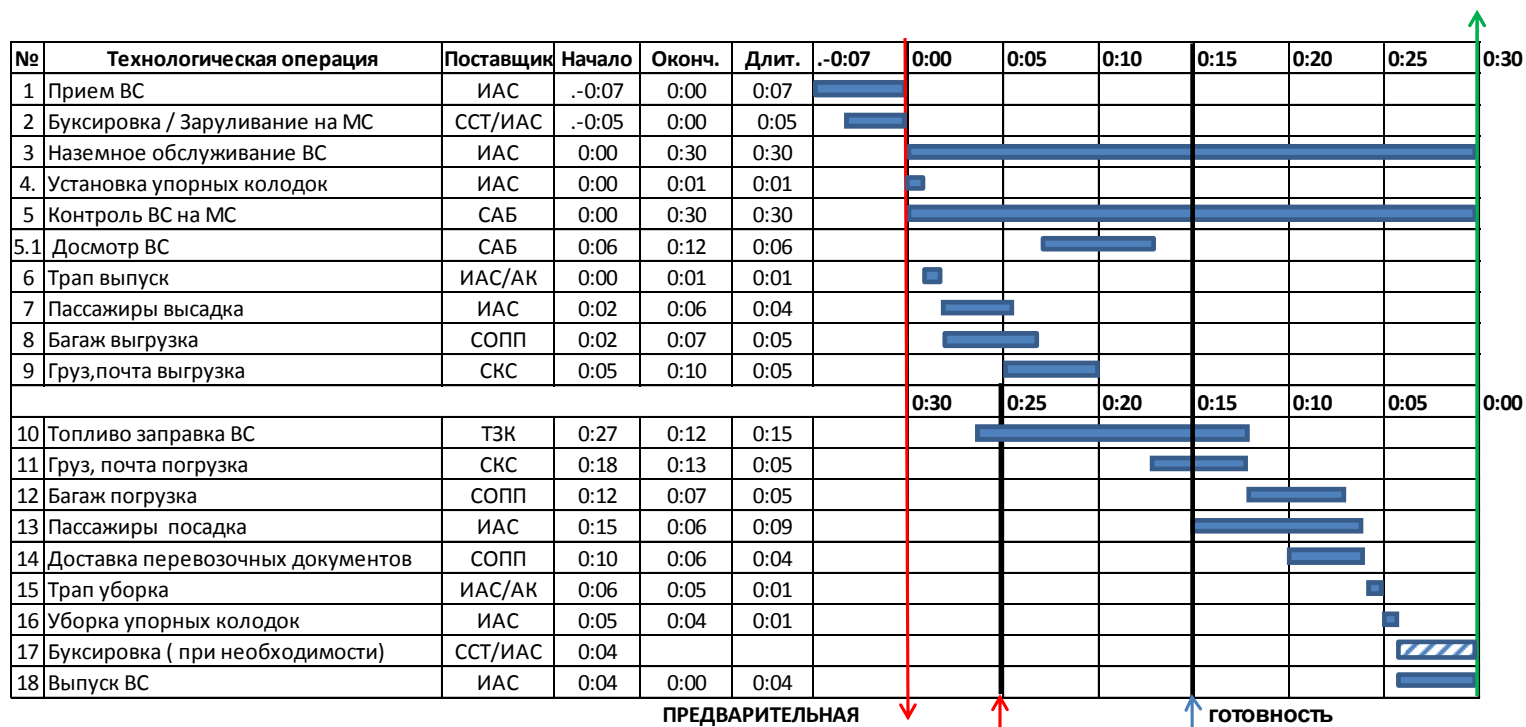 № Технологическая операция Поставщик Начало Оконч. Длит. .-0:07 0:00 0:05 0:10 0:15 0:20 0:25 0:30
1 Прием ВС ИАС .-0:07 0:00 0:07
2 Буксировка / Заруливание на МС ССТ/ИАС .-0:05 0:00 0:05
3 Наземное обслуживание ВС ИАС 0:00 0:30 0:30
4. Установка упорных колодок ИАС 0:00 0:01 0:01
5 Контроль ВС на МС САБ 0:00 0:30 0:30
5.1 Досмотр ВС САБ 0:06 0:12 0:06
6 Трап выпуск ИАС/АК 0:00 0:01 0:01
7 Пассажиры высадка ИАС 0:02 0:06 0:04
8 Багаж выгрузка СОПП 0:02 0:07 0:05
9 Груз,почта выгрузка СКС 0:05 0:10 0:05
0:30 0:25 0:20 0:15 0:10 0:05 0:00
10 Топливо заправка ВС ТЗК 0:27 0:12 0:15
11 Груз, почта погрузка СКС 0:18 0:13 0:05
12 Багаж погрузка СОПП 0:12 0:07 0:05
13 Пассажиры посадка ИАС 0:15 0:06 0:09
14 Доставка перевозочных документов СОПП 0:10 0:06 0:04
15 Трап уборка ИАС/АК 0:06 0:05 0:01
16 Уборка упорных колодок ИАС 0:05 0:04 0:01
17 Буксировка ( при необходимости) ССТ/ИАС 0:04
18 Выпуск ВС ИАС 0:04 0:00 0:04
ПРЕДВАРИТЕЛЬНАЯ готовность